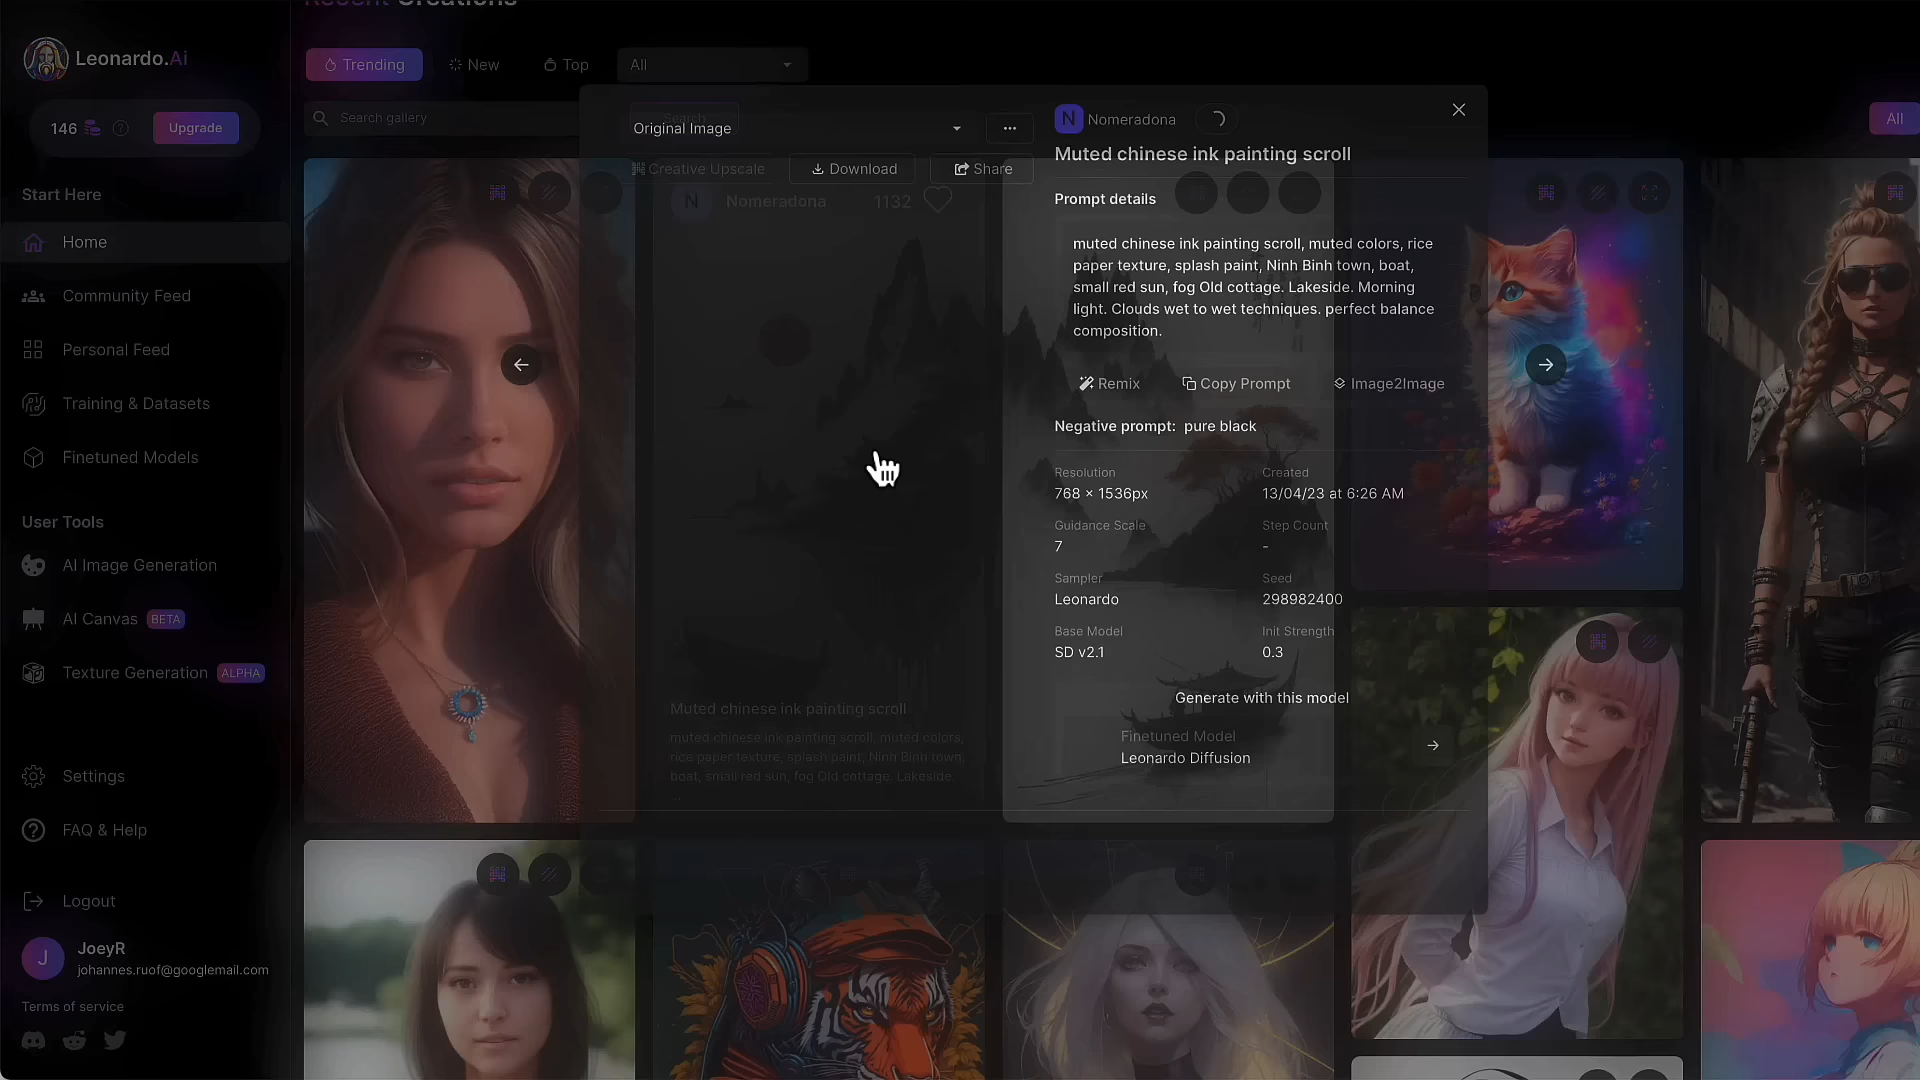 Recent Creations
Leonardo.Ai
146
Upgrade
Start Here
Home
Community Feed
Personal Feed
Training & Datasets
Finetuned Models
User Tools
AI Image Generation
AI Canvas BETA
Texture Generation ALPHA
Settings
FAQ & Help
Logout
J
JoeyR
johannes.ruof@googlemail.com
Terms of service
Trending
New
Top
All
Search gallery
Search
All
Original Image
Creative Upscale
Download
Share
N
Nomeradona
1132
Muted chinese ink painting scroll
muted chinese ink painting scroll, muted colors,
rice paper texture, splash paint, Ninh Binh town,
boat, small red sun, fog Old cottage. Lakeside.
...
N
Nomeradona
Muted chinese ink painting scroll
Prompt details
muted chinese ink painting scroll, muted colors, rice
paper texture, splash paint, Ninh Binh town, boat,
small red sun, fog Old cottage. Lakeside. Morning
light. Clouds wet to wet techniques. perfect balance
composition.
Remix
Copy Prompt
Image2Image
Negative prompt: pure black
Resolution
768 × 1536px
Created
13/04/23 at 6:26 AM
Guidance Scale
7
Step Count
-
Sampler
Leonardo
Seed
298982400
Base Model
SD v2.1
Init Strength
0.3
Generate with this model
Finetuned Model
Leonardo Diffusion